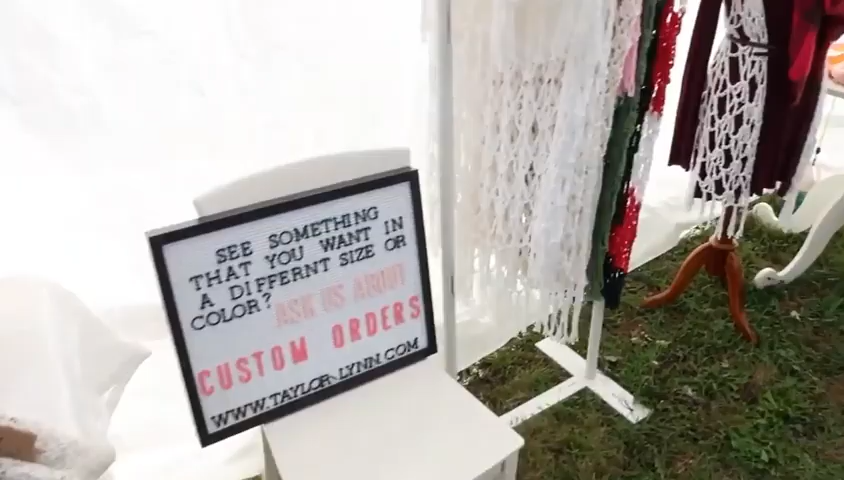 SEE SOMETHING
THAT YOU WANT IN
A DIFFERNT SIZE OR
COLOR? ASK US ABOUT
CUSTOM ORDERS
WWW.TAYLOR-LYNN.COM